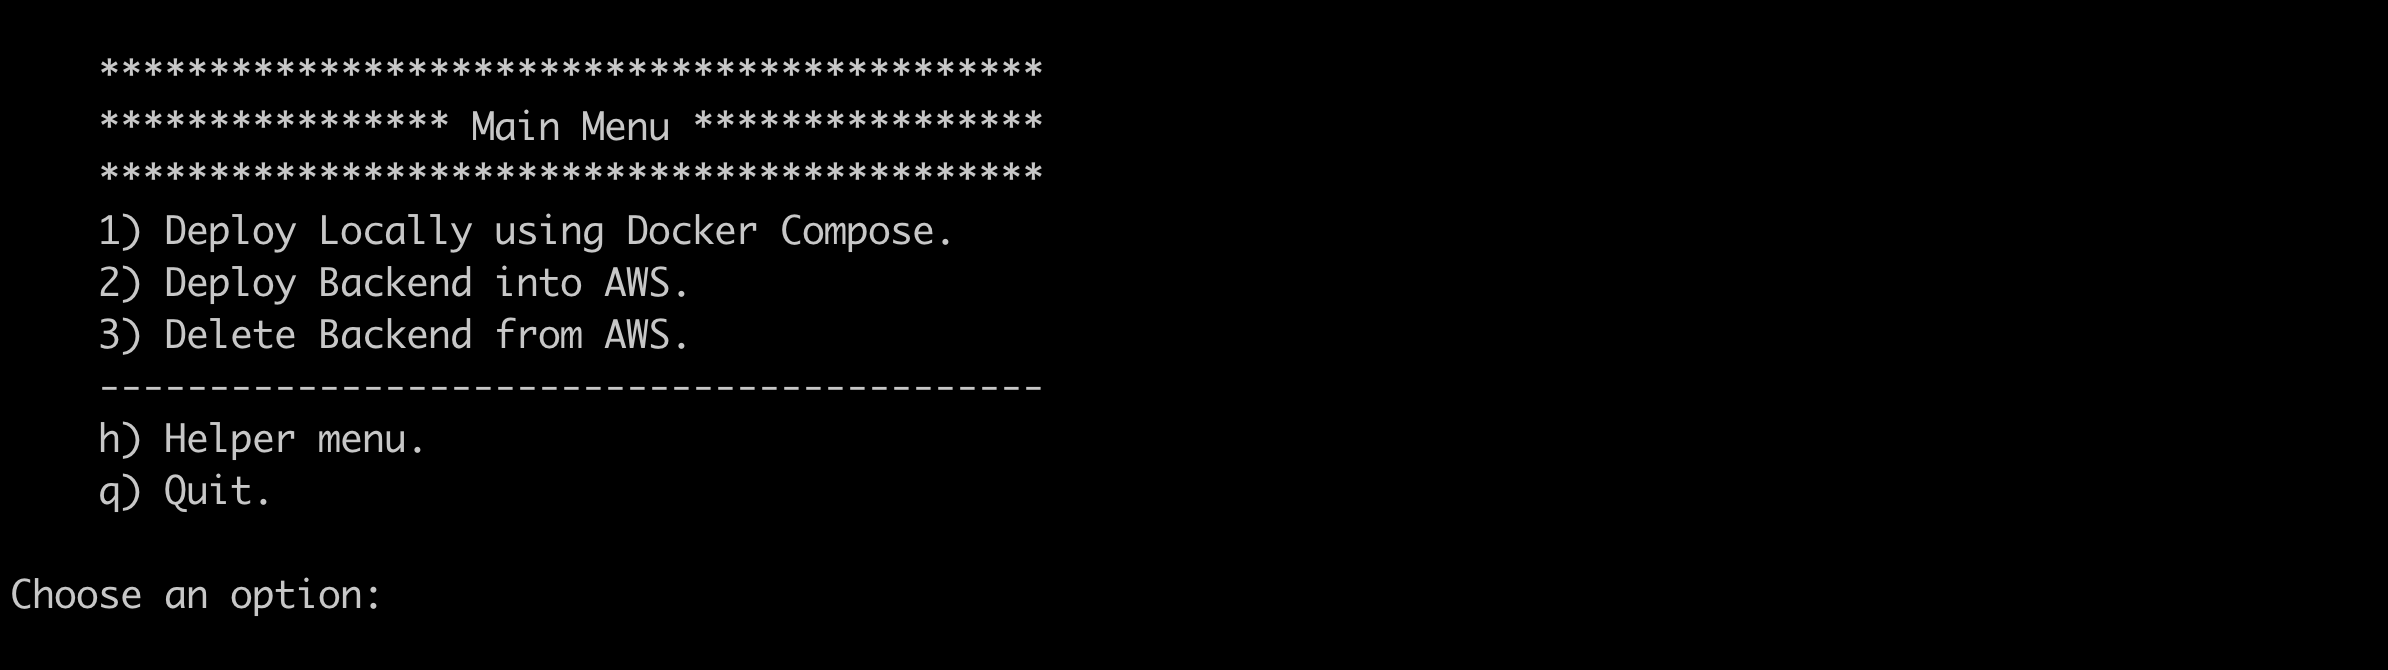 *******************************************
**************** Main Menu ****************
*******************************************
1) Deploy Locally using Docker Compose.
2) Deploy Backend into AWS.
3) Delete Backend from AWS.
-------------------------------------------
h) Helper menu.
q) Quit.
Choose an option: